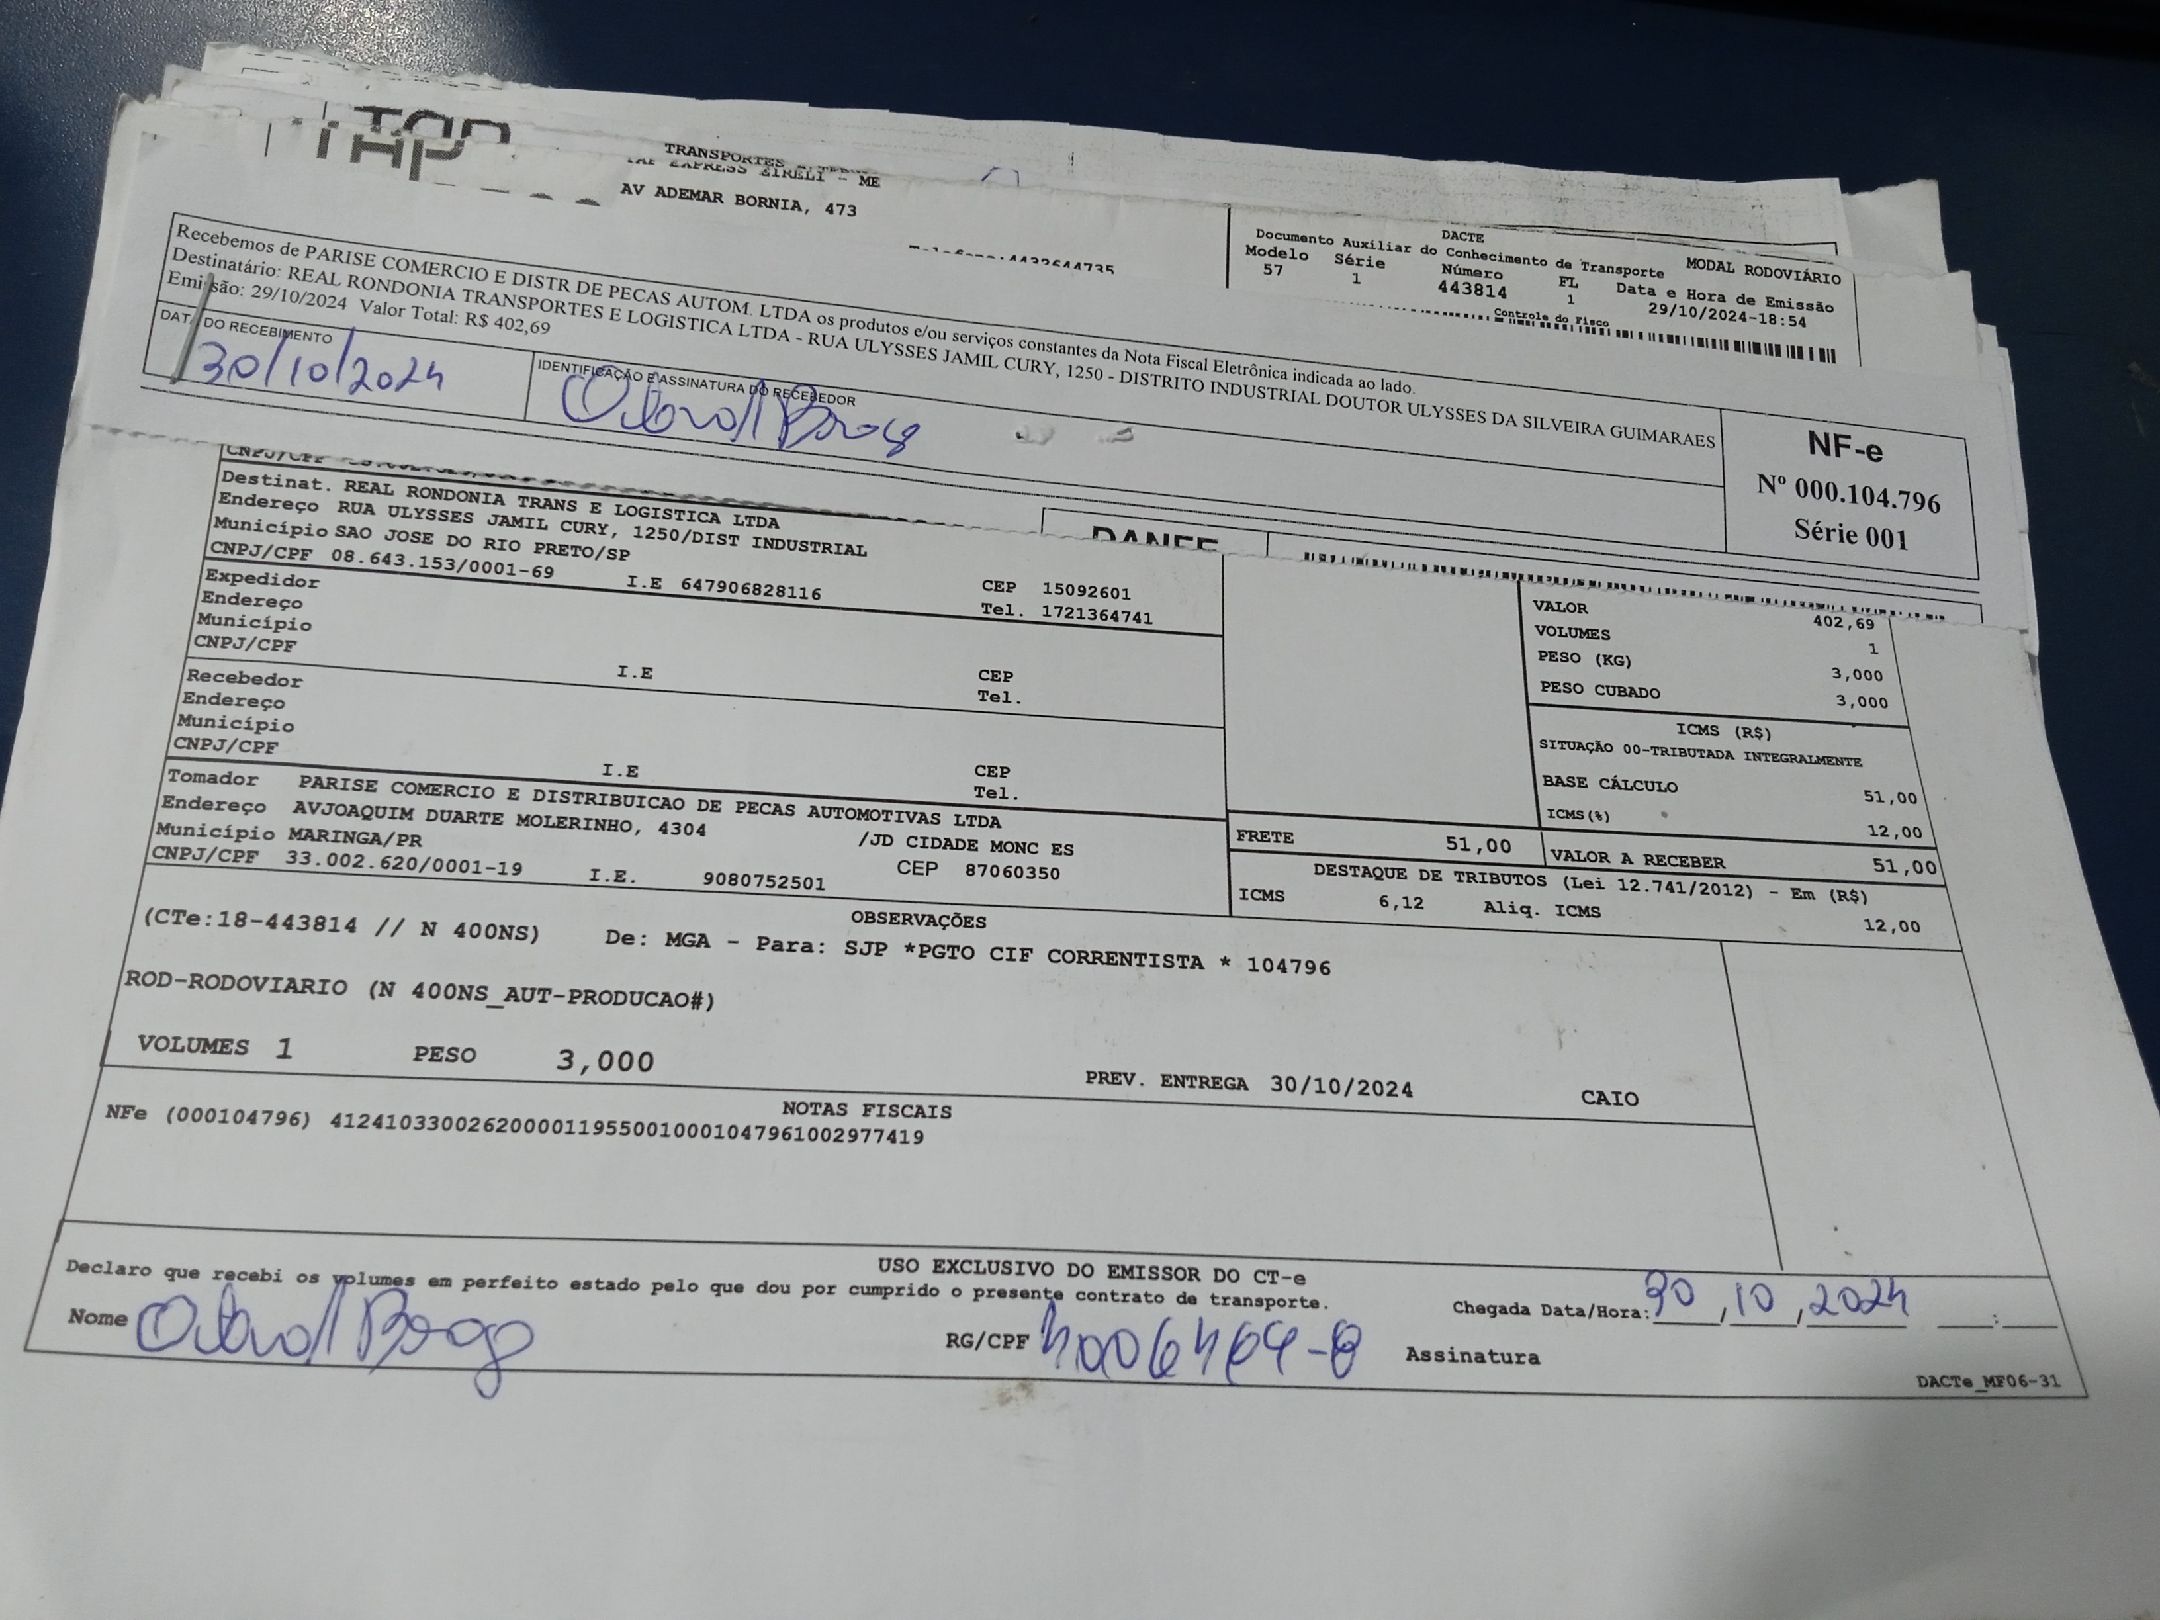 TAP
TRANSPORTES
TAP EXPRESS EIRELI - ME
AV ADEMAR BORNIA, 473
DACTE
Documento Auxiliar do Conhecimento de Transporte
MODAL RODOVIÁRIO
Modelo Série Número FL Data e Hora de Emissão
57 1 443814 1 29/10/2024-18:54
Controle do Fisco
Recebemos de PARISE COMERCIO E DISTR DE PECAS AUTOM. LTDA os produtos e/ou serviços constantes da Nota Fiscal Eletrônica indicada ao lado.
Destinatário: REAL RONDONIA TRANSPORTES E LOGISTICA LTDA - RUA ULYSSES JAMIL CURY, 1250 - DISTRITO INDUSTRIAL DOUTOR ULYSSES DA SILVEIRA GUIMARAES
Emissão: 29/10/2024 Valor Total: R$ 402,69
DATA DO RECEBIMENTO
30/10/2024
IDENTIFICAÇÃO E ASSINATURA DO RECEBEDOR
NF-e
Nº 000.104.796
Série 001
DANFE
CNPJ/CPF
Destinat. REAL RONDONIA TRANS E LOGISTICA LTDA
Endereço RUA ULYSSES JAMIL CURY, 1250/DIST INDUSTRIAL
Município SAO JOSE DO RIO PRETO/SP CEP 15092601
CNPJ/CPF 08.643.153/0001-69 I.E 647906828116 Tel. 1721364741
Expedidor
Endereço
Município CEP
CNPJ/CPF I.E Tel.
Recebedor
Endereço
Município CEP
CNPJ/CPF I.E Tel.
Tomador PARISE COMERCIO E DISTRIBUICAO DE PECAS AUTOMOTIVAS LTDA
Endereço AVJOAQUIM DUARTE MOLERINHO, 4304 /JD CIDADE MONC ES
Município MARINGA/PR CEP 87060350
CNPJ/CPF 33.002.620/0001-19 I.E. 9080752501
VALOR 402,69
VOLUMES 1
PESO (KG) 3,000
PESO CUBADO 3,000
ICMS (R$)
SITUAÇÃO 00-TRIBUTADA INTEGRALMENTE
BASE CÁLCULO 51,00
ICMS(%) 12,00
FRETE 51,00 VALOR A RECEBER 51,00
DESTAQUE DE TRIBUTOS (Lei 12.741/2012) - Em (R$)
ICMS 6,12 Aliq. ICMS 12,00
OBSERVAÇÕES
(CTe:18-443814 // N 400NS) De: MGA - Para: SJP *PGTO CIF CORRENTISTA * 104796
ROD-RODOVIARIO (N 400NS_AUT-PRODUCAO#)
VOLUMES 1 PESO 3,000 PREV. ENTREGA 30/10/2024 CAIO
NOTAS FISCAIS
NFe (000104796) 41241033002620000119550010001047961002977419
USO EXCLUSIVO DO EMISSOR DO CT-e
Declaro que recebi os volumes em perfeito estado pelo que dou por cumprido o presente contrato de transporte.
Chegada Data/Hora: 30, 10, 2024 :
Nome
RG/CPF
Assinatura
DACTe_MF06-31